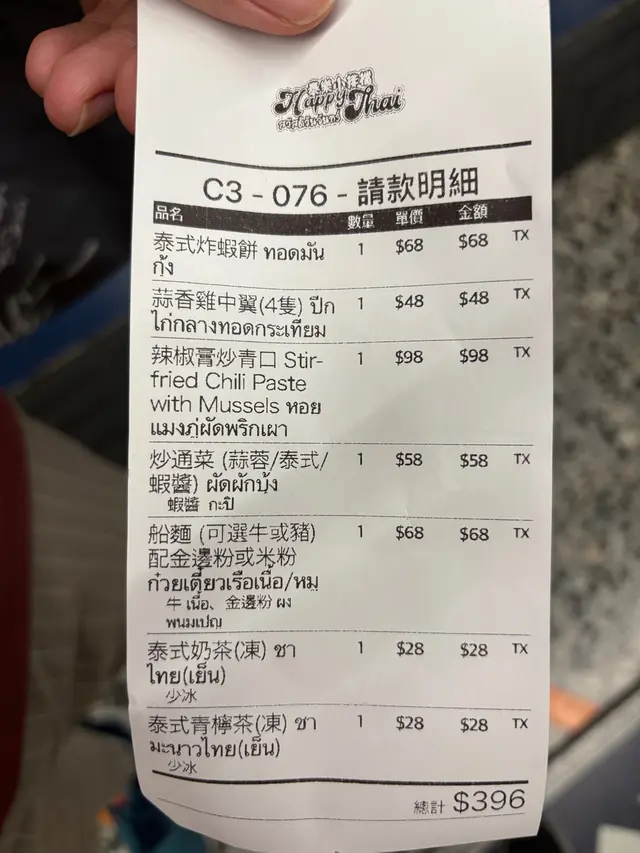 Happy Thai
C3 - 076 - 請款明細
品名 數量 單價 金額
泰式炸蝦餅 ทอดมัน 1 $68 $68 TX
กุ้ง
蒜香雞中翼(4隻) ปีก 1 $48 $48 TX
ไก่กลางทอดกระเทียม
辣椒膏炒青口 Stir- 1 $98 $98 TX
fried Chili Paste
with Mussels หอย
แมงภู่ผัดพริกเผา
炒通菜 (蒜蓉/泰式/ 1 $58 $58 TX
蝦醬) ผัดผักบุ้ง
蝦醬 กะปิ
船麵 (可選牛或豬) 1 $68 $68 TX
配金邊粉或米粉
ก๋วยเตี๋ยวเรือเนื้อ/หมู
牛 เนื้อ、金邊粉 ผง
พนมเปญ
泰式奶茶(凍) ชา 1 $28 $28 TX
ไทย(เย็น)
少冰
泰式青檸茶(凍) ชา 1 $28 $28 TX
มะนาวไทย(เย็น)
少冰
總計 $396